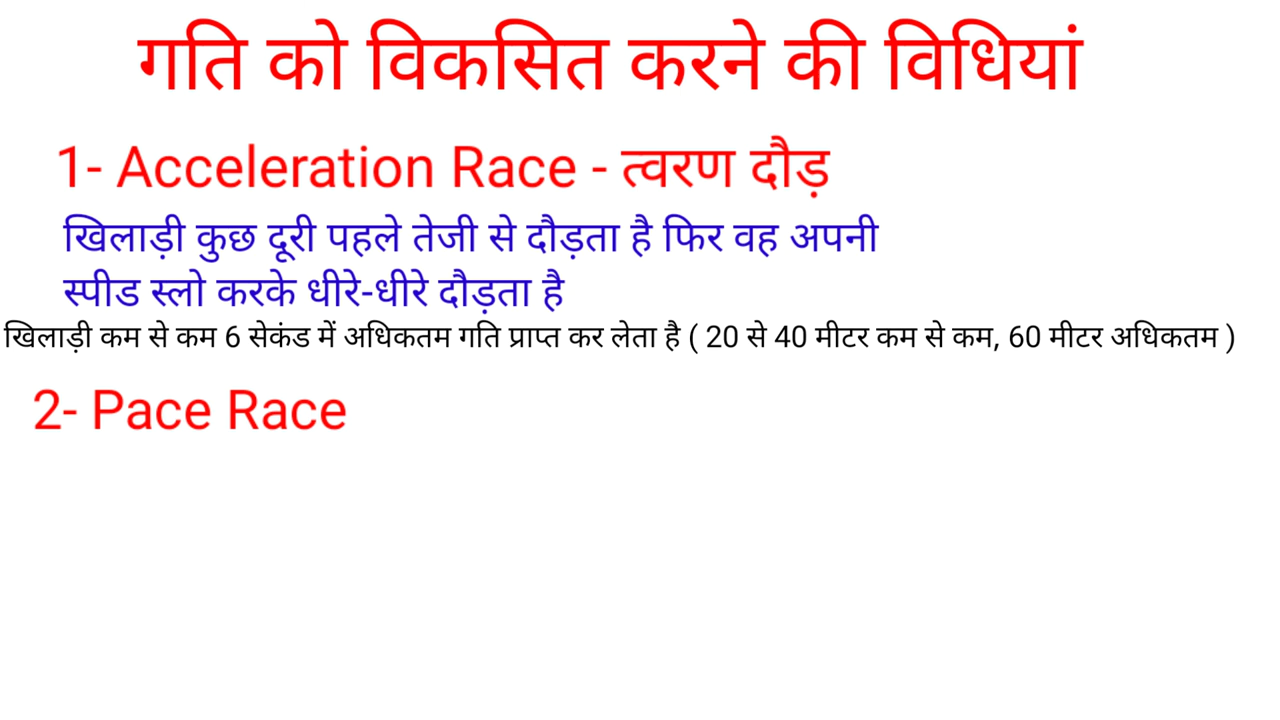 गति को विकसित करने की विधियां
1- Acceleration Race - त्वरण दौड़
खिलाड़ी कुछ दूरी पहले तेजी से दौड़ता है फिर वह अपनी
स्पीड स्लो करके धीरे-धीरे दौड़ता है
खिलाड़ी कम से कम 6 सेकंड में अधिकतम गति प्राप्त कर लेता है ( 20 से 40 मीटर कम से कम, 60 मीटर अधिकतम )
2- Pace Race